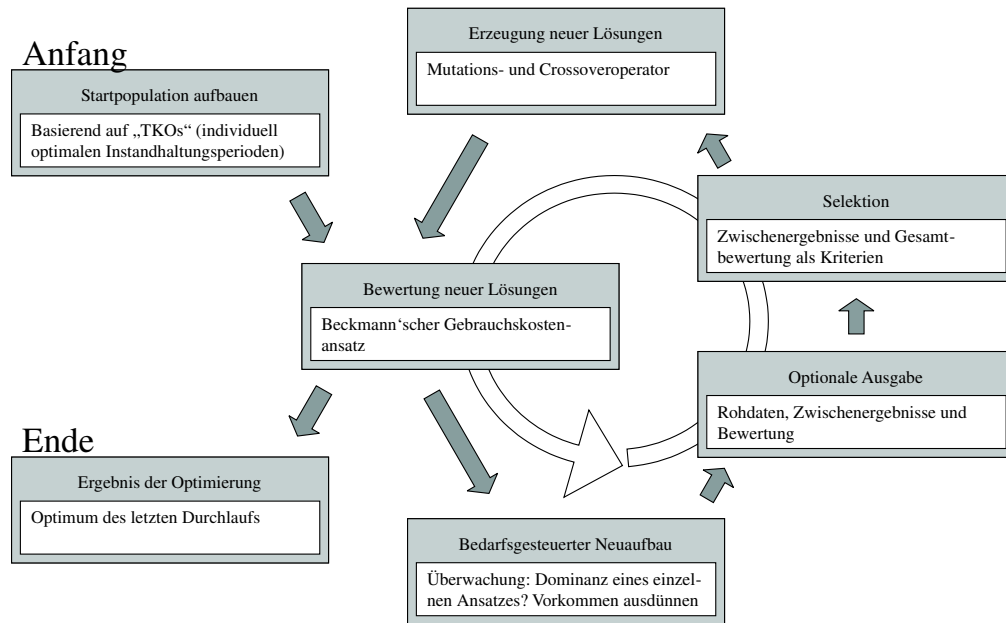 Anfang
Startpopulation aufbauen
Basierend auf „TKOs“ (individuell
optimalen Instandhaltungsperioden)
Erzeugung neuer Lösungen
Mutations- und Crossoveroperator
Selektion
Zwischenergebnisse und Gesamt-
bewertung als Kriterien
Bewertung neuer Lösungen
Beckmann‘scher Gebrauchskosten-
ansatz
Optionale Ausgabe
Rohdaten, Zwischenergebnisse und
Bewertung
Ende
Ergebnis der Optimierung
Optimum des letzten Durchlaufs
Bedarfsgesteuerter Neuaufbau
Überwachung: Dominanz eines einzel-
nen Ansatzes? Vorkommen ausdünnen